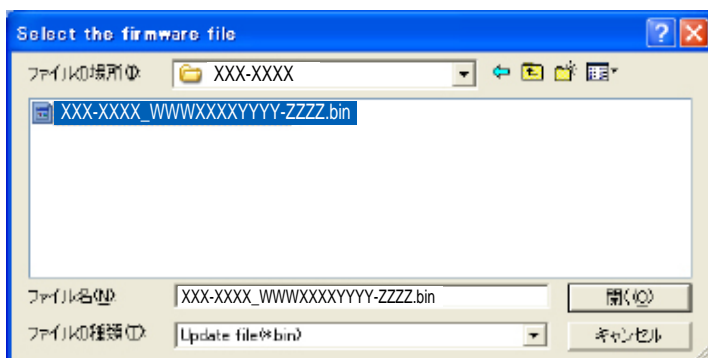 Select the firmware file
ファイルの場所(I): XXX-XXXX
XXX-XXXX_WWWXXXXYYYY-ZZZZ.bin
ファイル名(N): XXX-XXXX_WWWXXXXYYYY-ZZZZ.bin 開く(O)
ファイルの種類(T): Update file(*bin) キャンセル